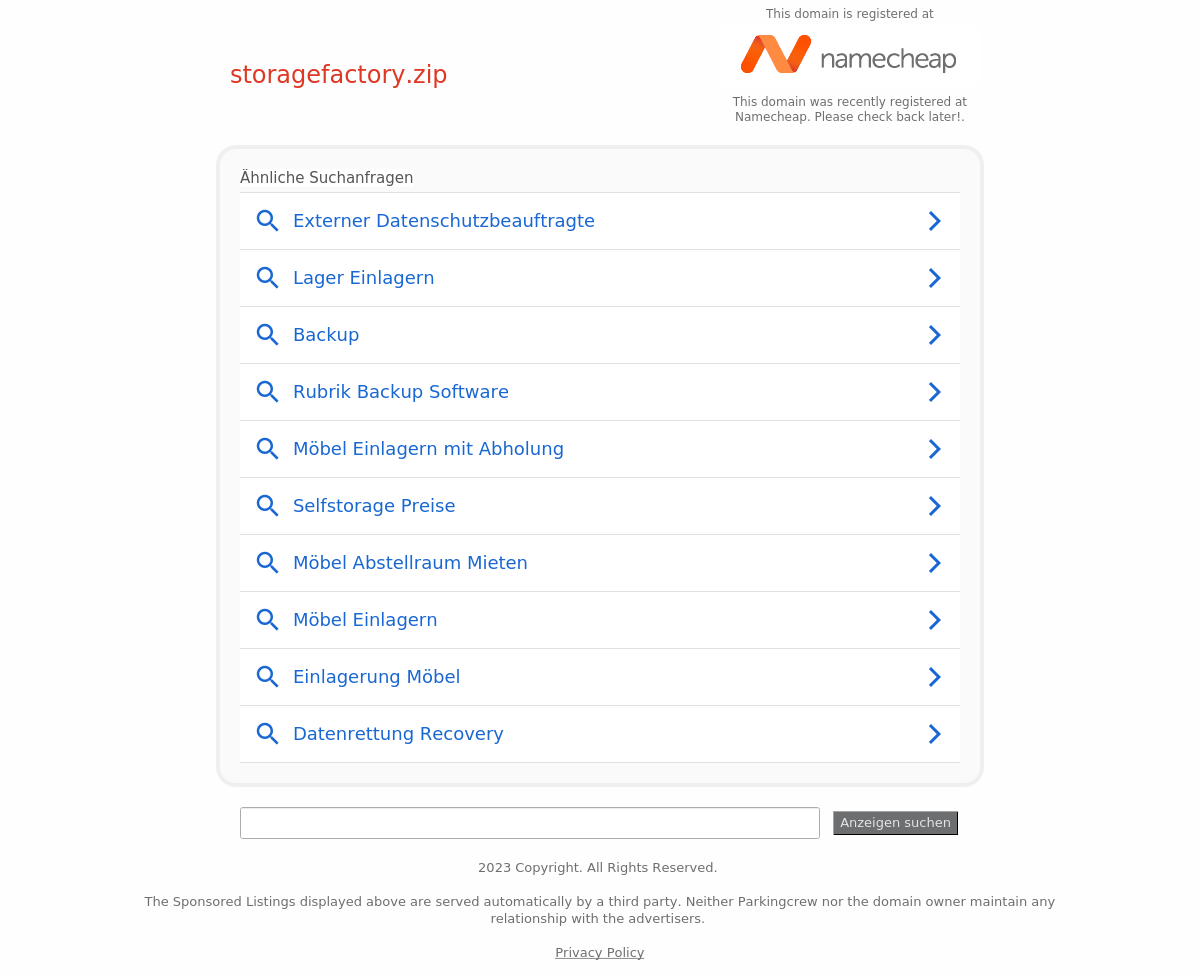 This domain is registered at
namecheap
storagefactory.zip
This domain was recently registered at
Namecheap. Please check back later!.
Ähnliche Suchanfragen
Externer Datenschutzbeauftragte
Lager Einlagern
Backup
Rubrik Backup Software
Möbel Einlagern mit Abholung
Selfstorage Preise
Möbel Abstellraum Mieten
Möbel Einlagern
Einlagerung Möbel
Datenrettung Recovery
Anzeigen suchen
2023 Copyright. All Rights Reserved.
The Sponsored Listings displayed above are served automatically by a third party. Neither Parkingcrew nor the domain owner maintain any
relationship with the advertisers.
Privacy Policy